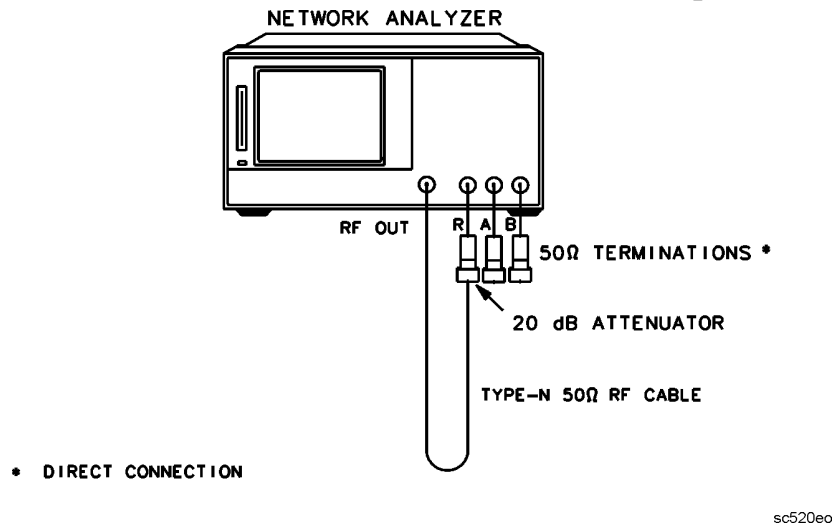 NETWORK ANALYZER
RF OUT
R A B
50Ω TERMINATIONS *
20 dB ATTENUATOR
TYPE-N 50Ω RF CABLE
* DIRECT CONNECTION
sc520eo